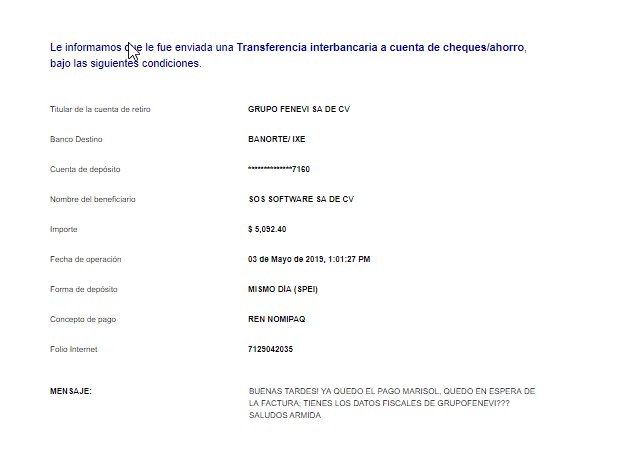 Le informamos que le fue enviada una Transferencia interbancaria a cuenta de cheques/ahorro,
bajo las siguientes condiciones.
Titular de la cuenta de retiro GRUPO FENEVI SA DE CV
Banco Destino BANORTE/ IXE
Cuenta de depósito **************7160
Nombre del beneficiario SOS SOFTWARE SA DE CV
Importe $ 5,092.40
Fecha de operación 03 de Mayo de 2019, 1:01:27 PM
Forma de depósito MISMO DÍA (SPEI)
Concepto de pago REN NOMIPAQ
Folio Internet 7129042035
MENSAJE: BUENAS TARDES! YA QUEDO EL PAGO MARISOL, QUEDO EN ESPERA DE
LA FACTURA; TIENES LOS DATOS FISCALES DE GRUPOFENEVI???
SALUDOS ARMIDA